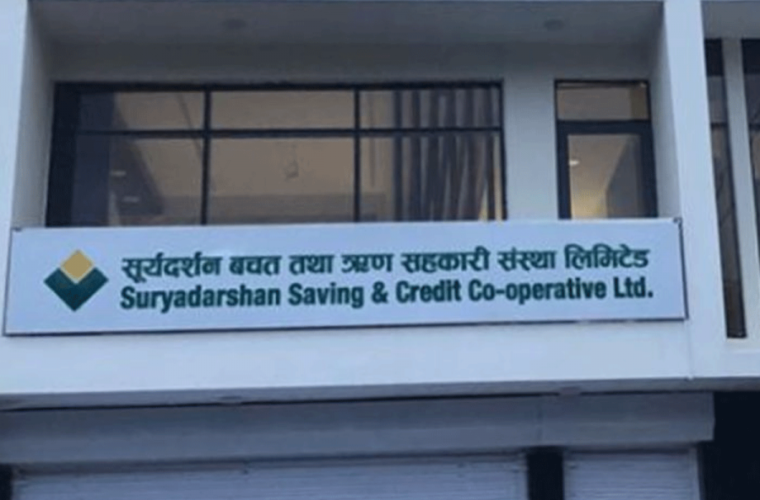 सूर्यदर्शन बचत तथा ऋण सहकारी संस्था लिमिटेड
Suryadarshan Saving & Credit Co-operative Ltd.